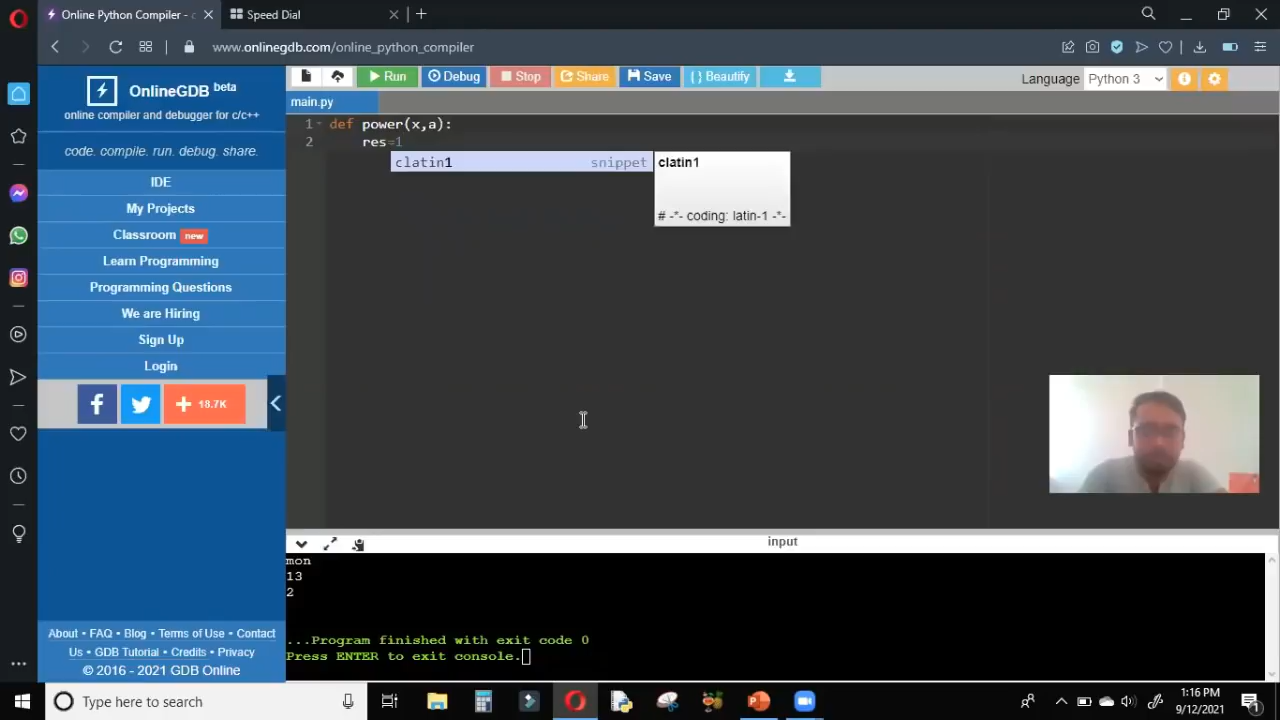 Online Python Compiler - c
Speed Dial
www.onlinegdb.com/online_python_compiler
OnlineGDB beta
online compiler and debugger for c/c++
code. compile. run. debug. share.
IDE
My Projects
Classroom new
Learn Programming
Programming Questions
We are Hiring
Sign Up
Login
18.7K
About • FAQ • Blog • Terms of Use • Contact
Us • GDB Tutorial • Credits • Privacy
© 2016 - 2021 GDB Online
Run
Debug
Stop
Share
Save
{ } Beautify
Language Python 3
main.py
1 def power(x,a):
2 res=1
clatin1 snippet
clatin1
# -*- coding: latin-1 -*-
input
mon
13
2
...Program finished with exit code 0
Press ENTER to exit console.
Type here to search
1:16 PM
9/12/2021
1